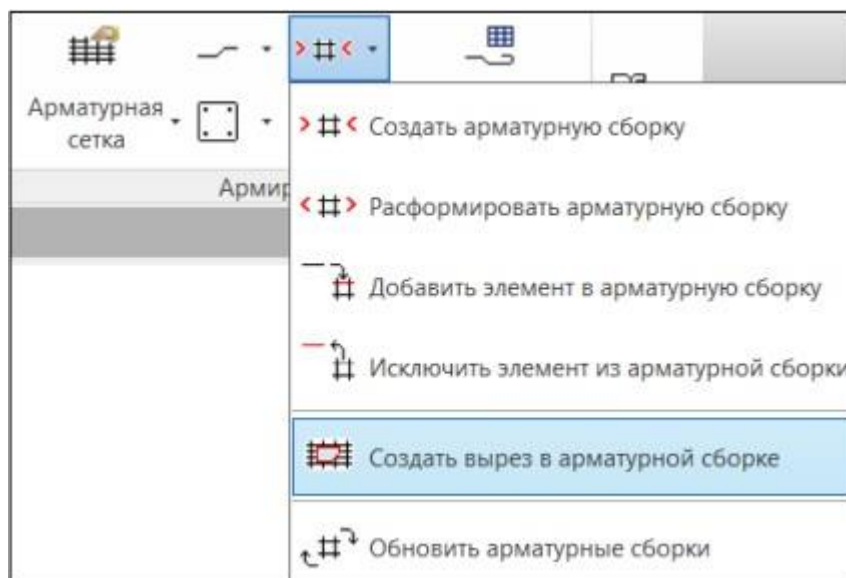 Арматурная
сетка
Создать арматурную сборку
Армир
Расформировать арматурную сборку
Добавить элемент в арматурную сборку
Исключить элемент из арматурной сборки
Создать вырез в арматурной сборке
Обновить арматурные сборки